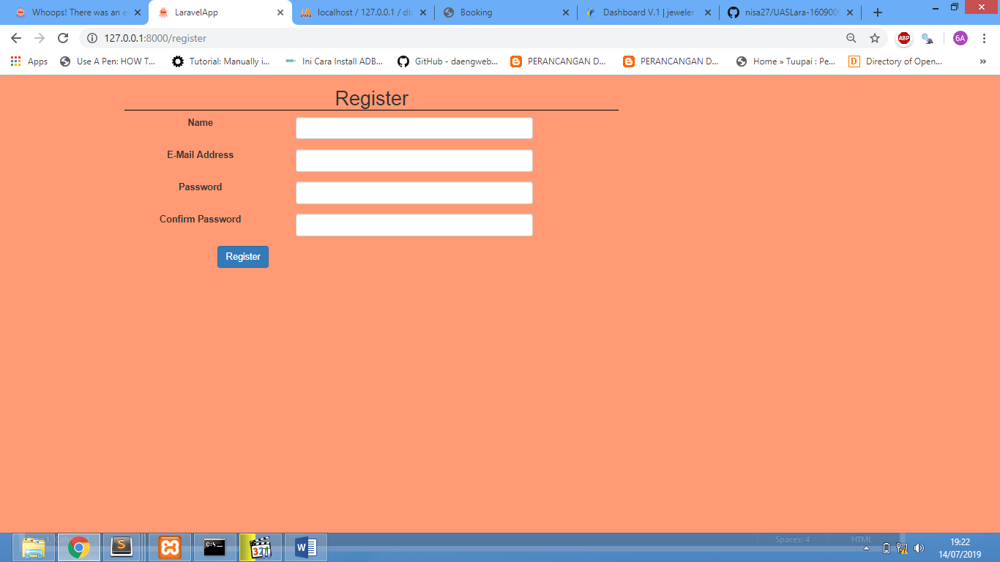 Whoops! There was an e
LaravelApp
localhost / 127.0.0.1 / db
Booking
Dashboard V.1 | jeweler
nisa27/UASLara-160900
127.0.0.1:8000/register
ABP
6A
Apps
Use A Pen: HOW T...
Tutorial: Manually i...
Ini Cara Install ADB...
GitHub - daengweb...
PERANCANGAN D...
PERANCANGAN D...
Home » Tuupai : Pe...
Directory of Open...
Register
Name
E-Mail Address
Password
Confirm Password
Register
Spaces: 4
HTML
19:22
14/07/2019